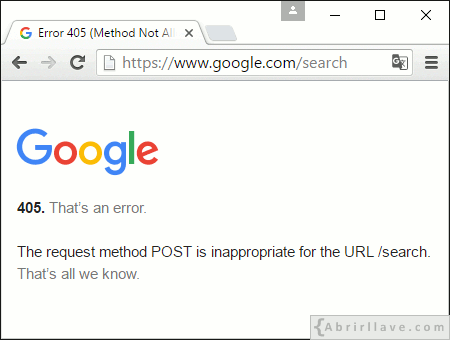 Error 405 (Method Not All
https://www.google.com/search
Google
405. That's an error.
The request method POST is inappropriate for the URL /search.
That's all we know.
{Abrirllave.com